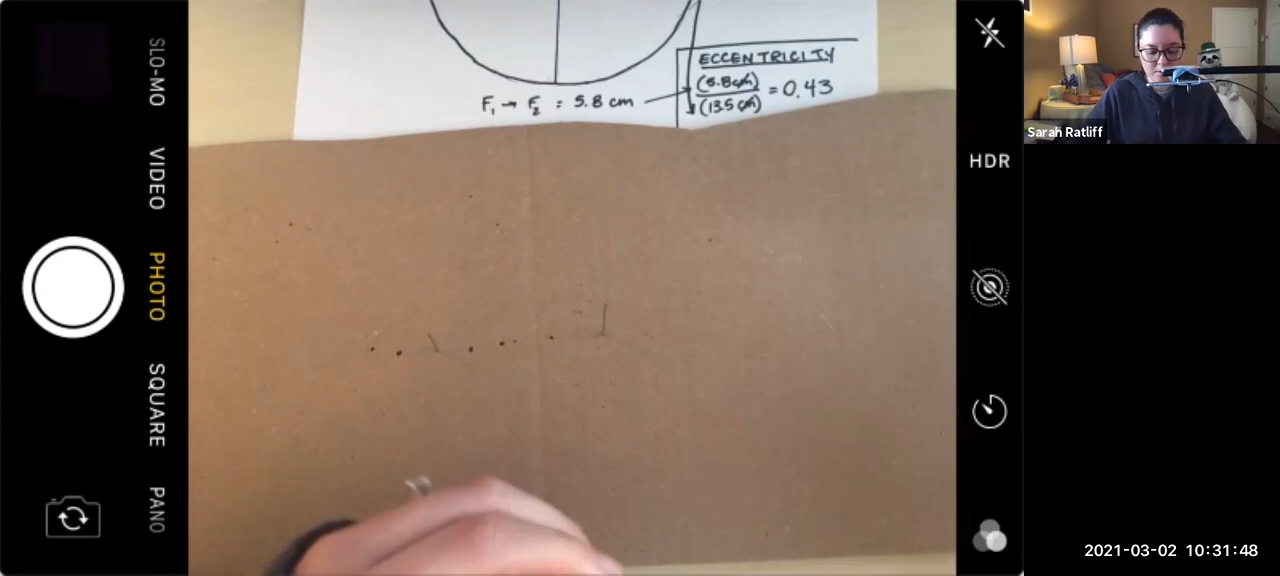 SLO-MO
VIDEO
PHOTO
SQUARE
PANO
ECCENTRICITY
(5.8cm)
(13.5cm)
= 0.43
F₁ → F₂ = 5.8 cm
HDR
Sarah Ratliff
2021-03-02 10:31:48